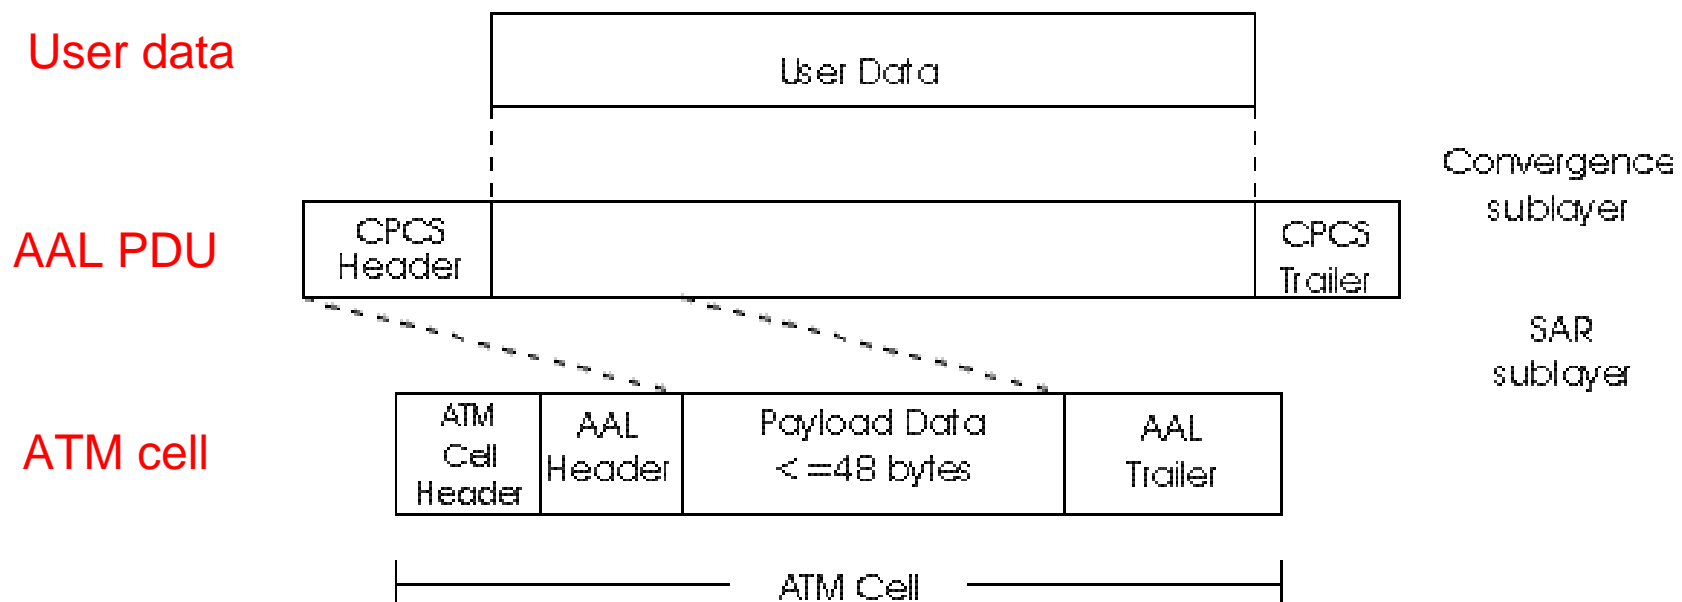 User data
User Data
Convergence
sublayer
AAL PDU
CPCS
Header
CPCS
Trailer
SAR
sublayer
ATM cell
ATM
Cell
Header
AAL
Header
Payload Data
<=48 bytes
AAL
Trailer
ATM Cell